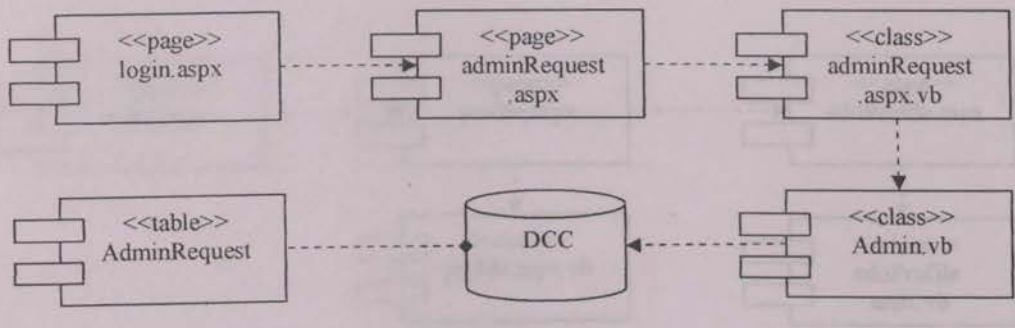 <<page>>
login.aspx
<<page>>
adminRequest
.aspx
<<class>>
adminRequest
.aspx.vb
<<table>>
AdminRequest
DCC
<<class>>
Admin.vb